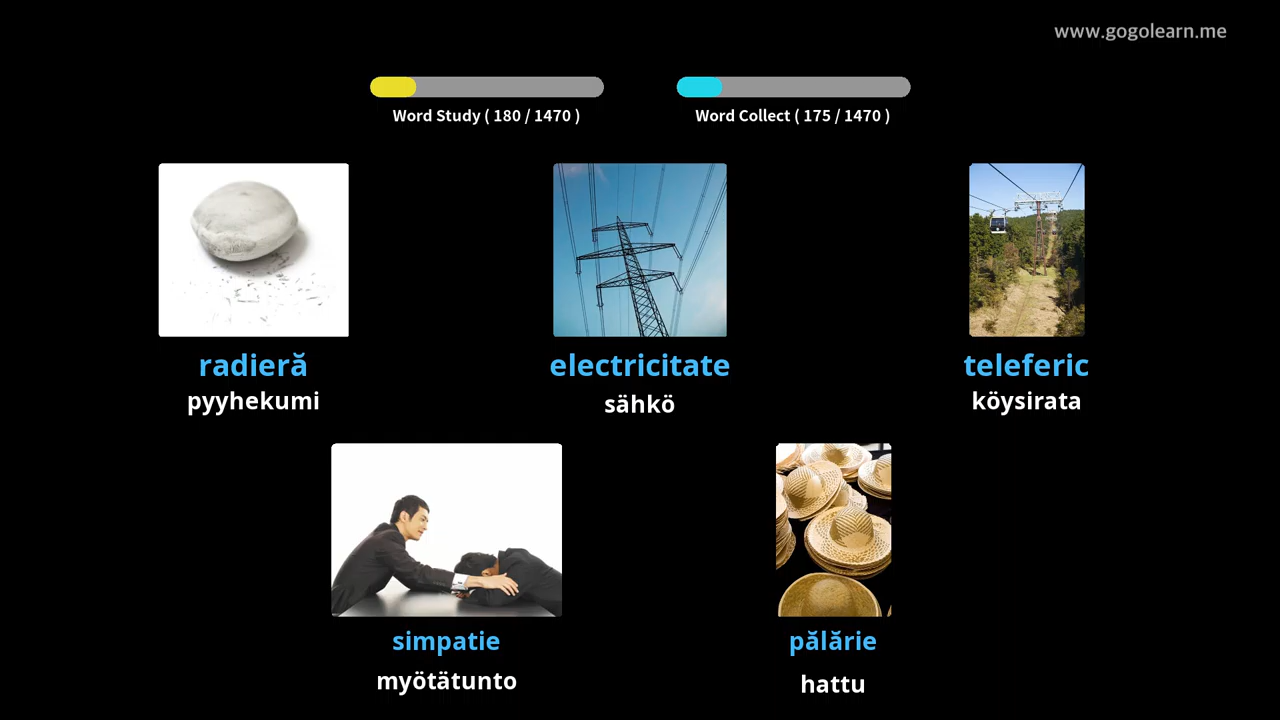 www.gogolearn.me
Word Study ( 180 / 1470 )
Word Collect ( 175 / 1470 )
radieră
pyyhekumi
electricitate
sähkö
teleferic
köysirata
simpatie
myötätunto
pălărie
hattu